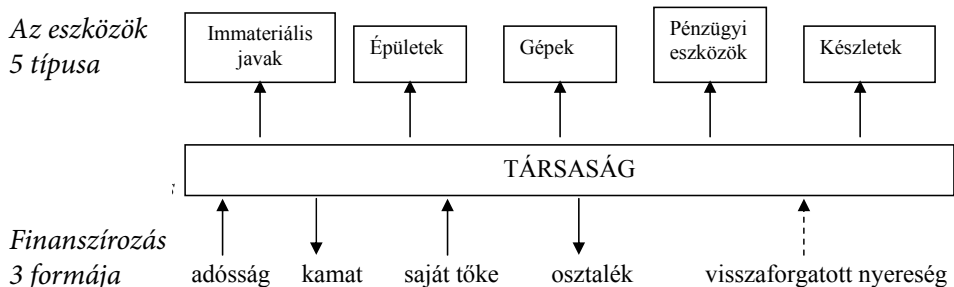 Az eszközök
5 típusa
Immateriális
javak
Épületek
Gépek
Pénzügyi
eszközök
Készletek
TÁRSASÁG
Finanszírozás
3 formája
adósság
kamat
saját tőke
osztalék
visszaforgatott nyereség